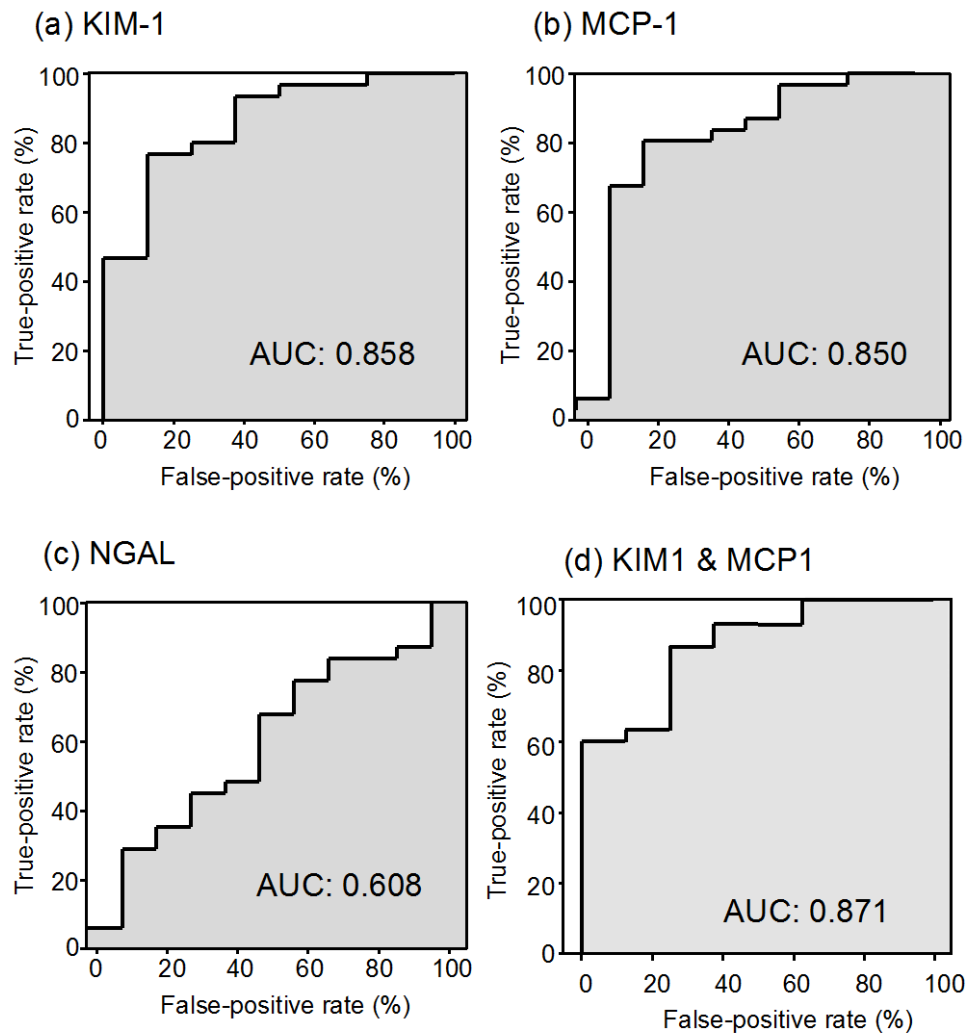 (a) KIM-1
100
80
60
40
20
0
True-positive rate (%)
AUC: 0.858
0 20 40 60 80 100
False-positive rate (%)
(b) MCP-1
100
80
60
40
20
0
True-positive rate (%)
AUC: 0.850
0 20 40 60 80 100
False-positive rate (%)
(c) NGAL
100
80
60
40
20
0
True-positive rate (%)
AUC: 0.608
0 20 40 60 80 100
False-positive rate (%)
(d) KIM1 & MCP1
100
80
60
40
20
0
True-positive rate (%)
AUC: 0.871
0 20 40 60 80 100
False-positive rate (%)